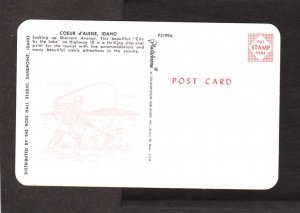 COEUR d'ALENE, IDAHO
Looking up Sherman Avenue. This beautiful "City
by the Lake" on Highway 10 is a thrilling stop-over
point for the tourist with fine accommodations and
many beautiful scenic attractions in the vicinity.
DISTRIBUTED BY THE ROSS HALL STUDIO, SANDPOINT, IDAHO
P21994
POST CARD
PUT
STAMP
HERE